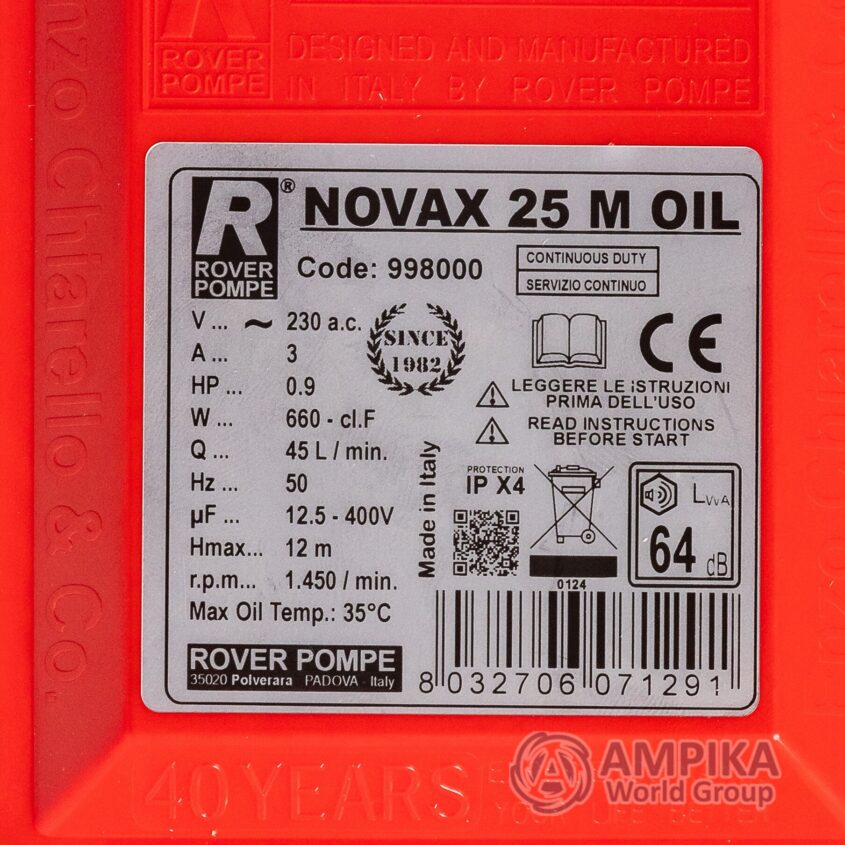 ROVER
POMPE
DESIGNED AND MANUFACTURED
IN ITALY BY ROVER POMPE
nzo Chiarello & Co.
R®
ROVER
POMPE
NOVAX 25 M OIL
Code: 998000
CONTINUOUS DUTY
SERVIZIO CONTINUO
V ... ~ 230 a.c.
A ... 3
HP ... 0.9
W ... 660 - cl.F
Q ... 45 L / min.
Hz ... 50
µF ... 12.5 - 400V
Hmax... 12 m
r.p.m... 1.450 / min.
Max Oil Temp.: 35°C
SINCE
1982
CE
LEGGERE LE iSTRUZIONI
PRIMA DELL'USO
READ INSTRUCTIONS
BEFORE START
Made in Italy
PROTECTION
IP X4
0124
LWA
64 dB
ROVER POMPE
35020 Polverara PADOVA - Italy
8 032706 071291
40 YEARS
AMPIKA
World Group